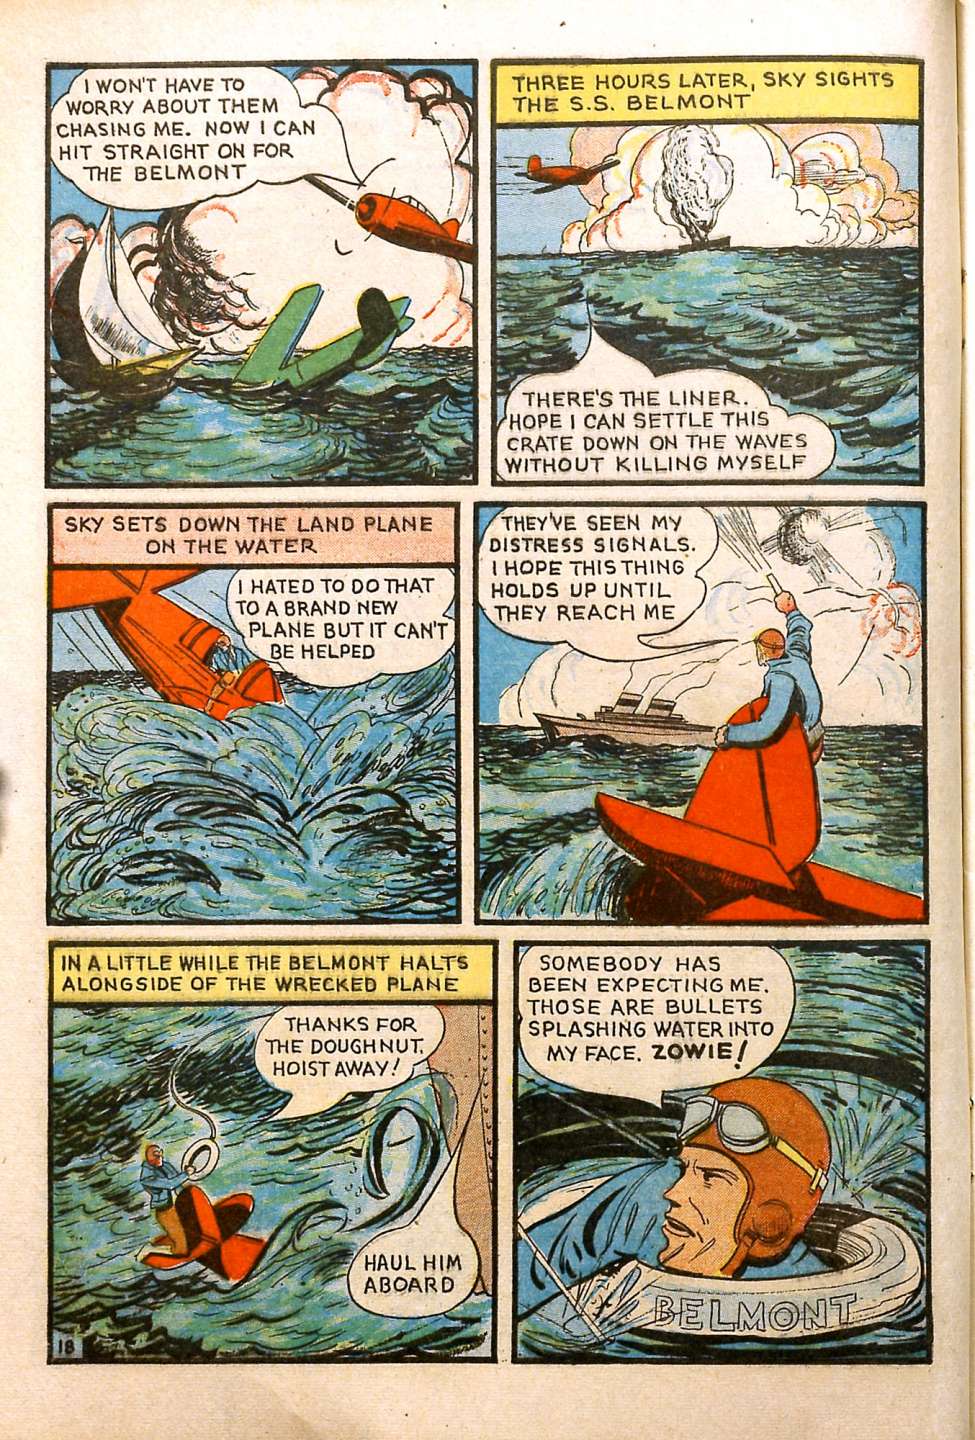 I WON'T HAVE TO
WORRY ABOUT THEM
CHASING ME. NOW I CAN
HIT STRAIGHT ON FOR
THE BELMONT
THREE HOURS LATER, SKY SIGHTS
THE S.S. BELMONT
THERE'S THE LINER.
HOPE I CAN SETTLE THIS
CRATE DOWN ON THE WAVES
WITHOUT KILLING MYSELF
SKY SETS DOWN THE LAND PLANE
ON THE WATER
I HATED TO DO THAT
TO A BRAND NEW
PLANE BUT IT CAN'T
BE HELPED
THEY'VE SEEN MY
DISTRESS SIGNALS.
I HOPE THIS THING
HOLDS UP UNTIL
THEY REACH ME
IN A LITTLE WHILE THE BELMONT HALTS
ALONGSIDE OF THE WRECKED PLANE
THANKS FOR
THE DOUGHNUT.
HOIST AWAY!
HAUL HIM
ABOARD
18
SOMEBODY HAS
BEEN EXPECTING ME.
THOSE ARE BULLETS
SPLASHING WATER INTO
MY FACE. ZOWIE!
BELMONT